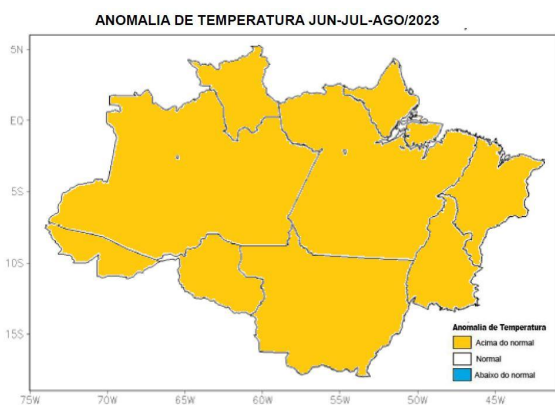 ANOMALIA DE TEMPERATURA JUN-JUL-AGO/2023
5N
EQ
5S
10S
15S
75W 70W 65W 60W 55W 50W 45W
Anomalia de Temperatura
Acima do normal
Normal
Abaixo do normal